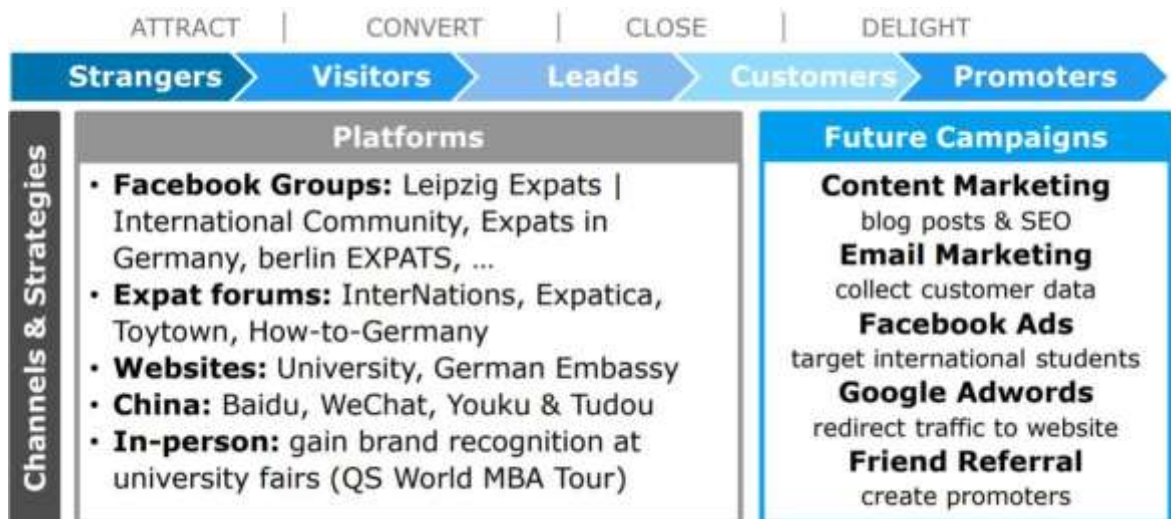 ATTRACT | CONVERT | CLOSE | DELIGHT
Strangers Visitors Leads Customers Promoters
Channels & Strategies
Platforms
• Facebook Groups: Leipzig Expats |
International Community, Expats in
Germany, berlin EXPATS, ...
• Expat forums: InterNations, Expatica,
Toytown, How-to-Germany
• Websites: University, German Embassy
• China: Baidu, WeChat, Youku & Tudou
• In-person: gain brand recognition at
university fairs (QS World MBA Tour)
Future Campaigns
Content Marketing
blog posts & SEO
Email Marketing
collect customer data
Facebook Ads
target international students
Google Adwords
redirect traffic to website
Friend Referral
create promoters